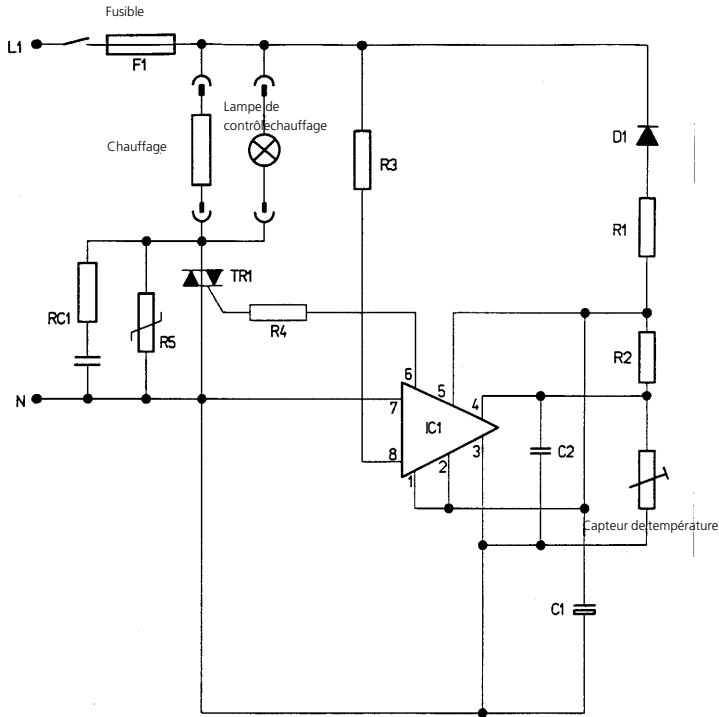 Fusible
L1
F1
Lampe de
contrôlechauffage
Chauffage
D1
R3
R1
TR1
RC1
R5
R4
R2
N
6
5
4
7
IC1
8
3
2
1
C2
Capteur de température
C1